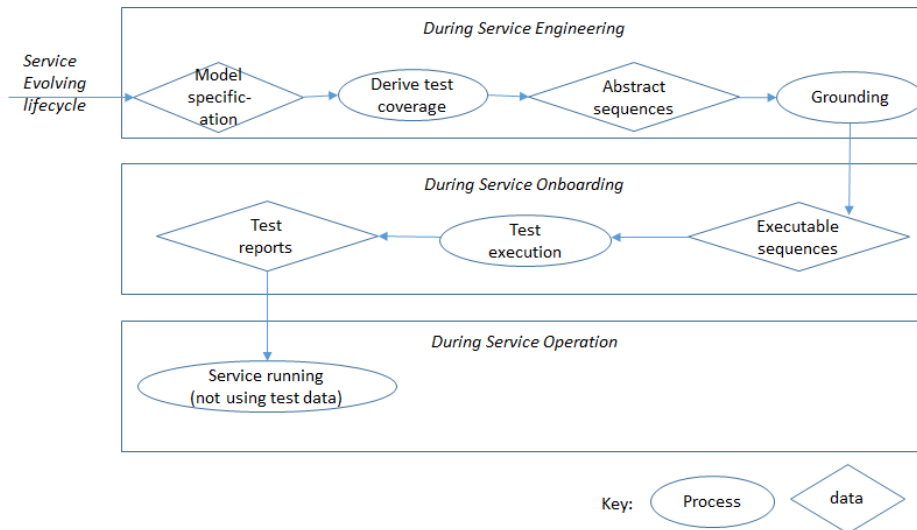 During Service Engineering
Service
Evolving
lifecycle
Model
specific-
ation
Derive test
coverage
Abstract
sequences
Grounding
During Service Onboarding
Test
reports
Test
execution
Executable
sequences
During Service Operation
Service running
(not using test data)
Key:
Process
data